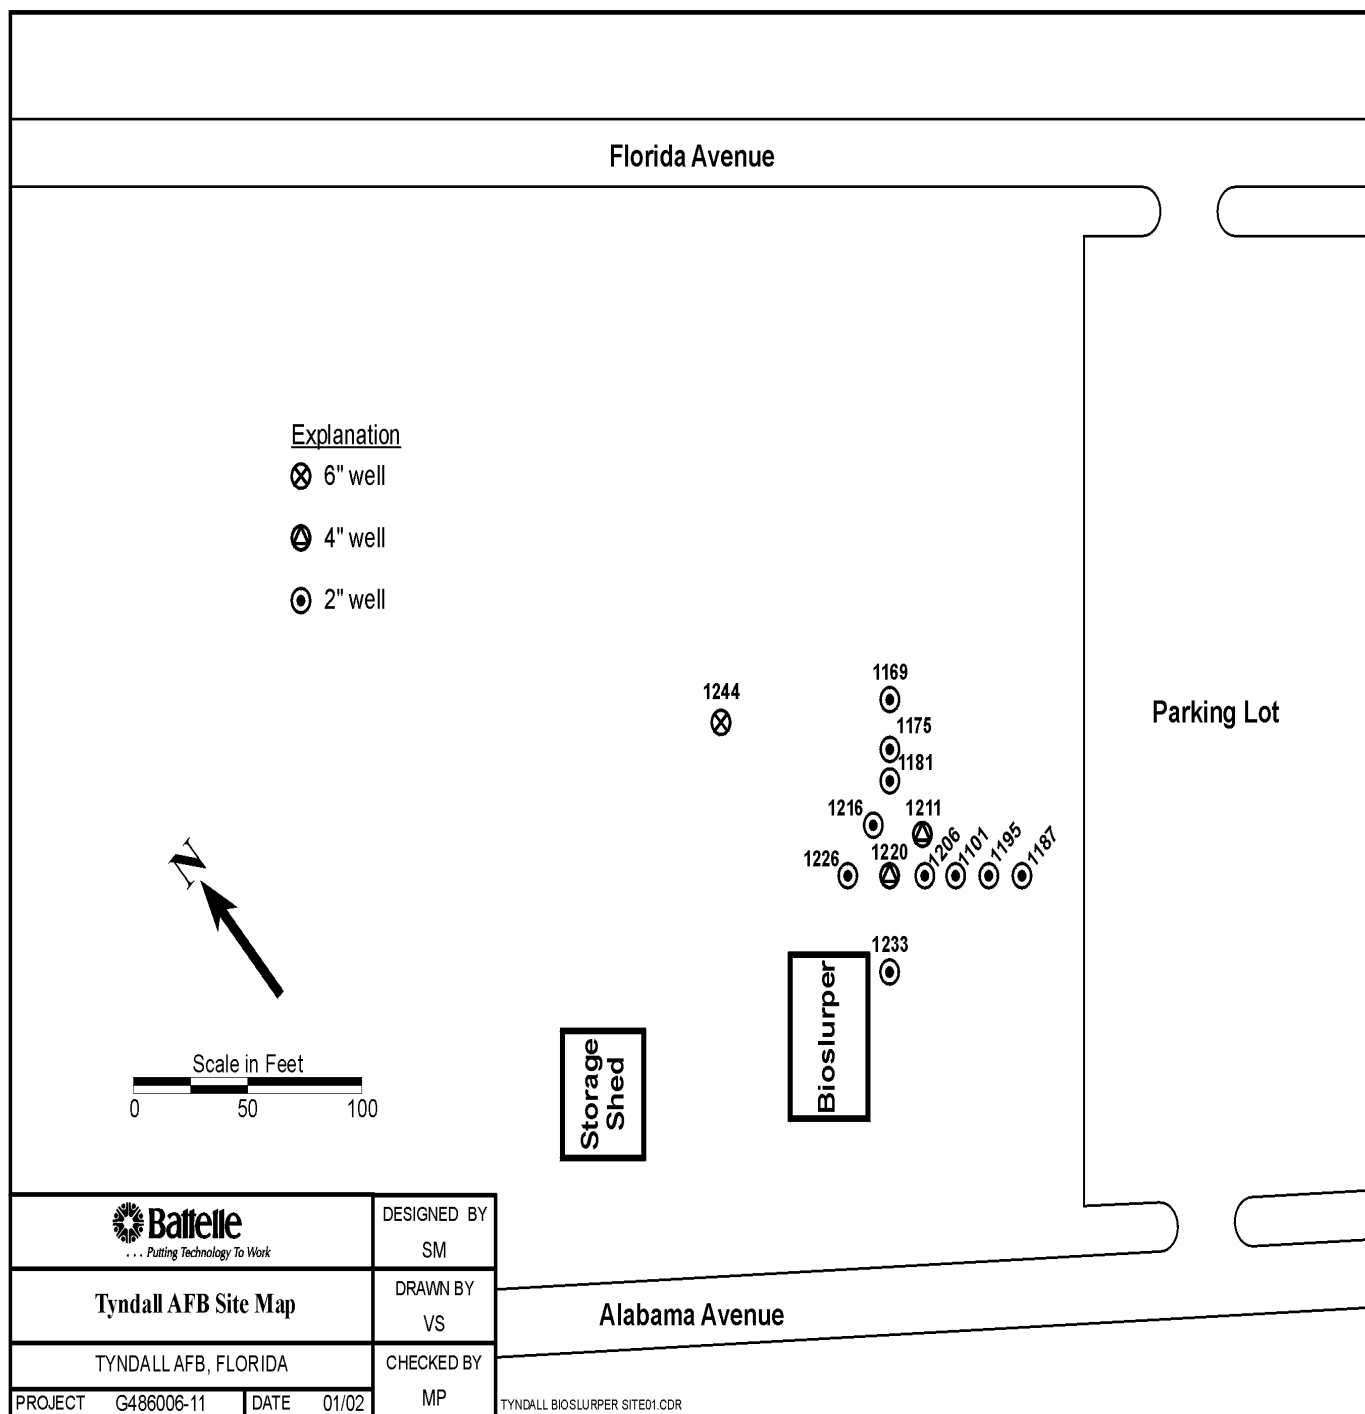 Florida Avenue
Explanation
6" well
4" well
2" well
1169
1244
1175
Parking Lot
1181
1216
1211
1226
1220
1206
1101
1195
1187
N
1233
Bioslurper
Storage
Shed
Scale in Feet
0 50 100
Battelle
. . . Putting Technology To Work
DESIGNED BY
SM
Tyndall AFB Site Map
DRAWN BY
VS
Alabama Avenue
TYNDALL AFB, FLORIDA
CHECKED BY
MP
PROJECT G486006-11 DATE 01/02
TYNDALL BIOSLURPER SITE01.CDR